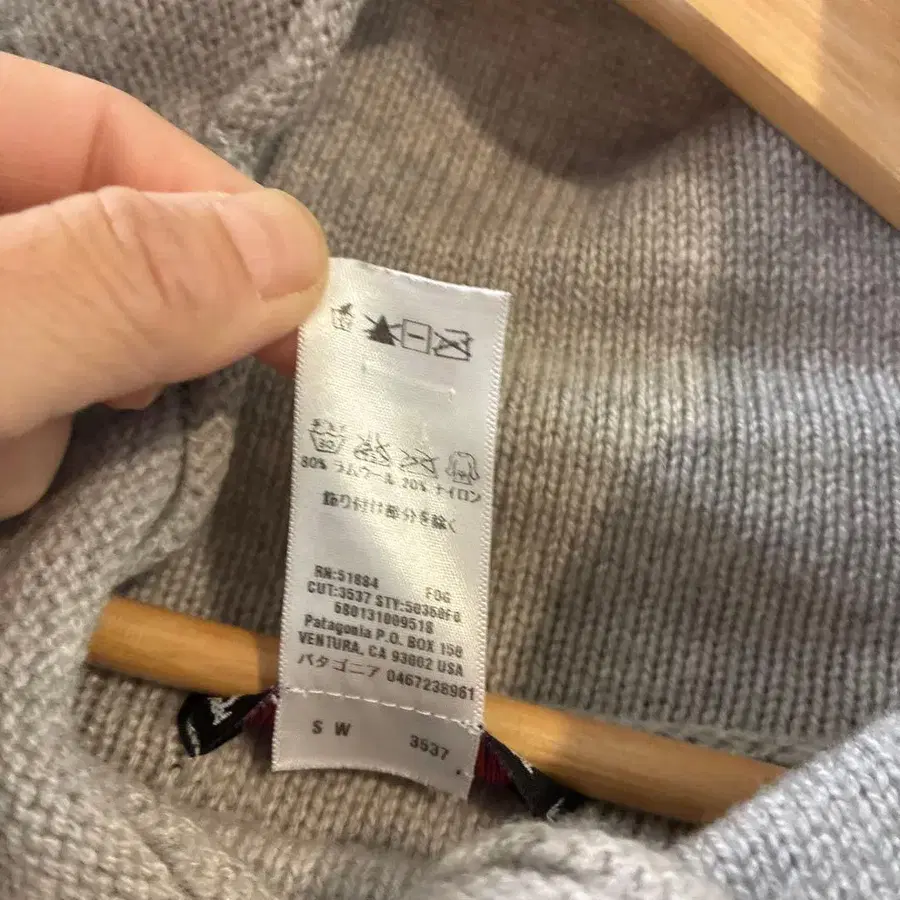 80% ラムウール 20% ナイロン
飾り付け部分を除く
RN:51884
FOG
CUT:3537 STY:50360F0
680131009518
Patagonia P.O. BOX 150
VENTURA, CA 93002 USA
パタゴニア 0467238961
S W 3537